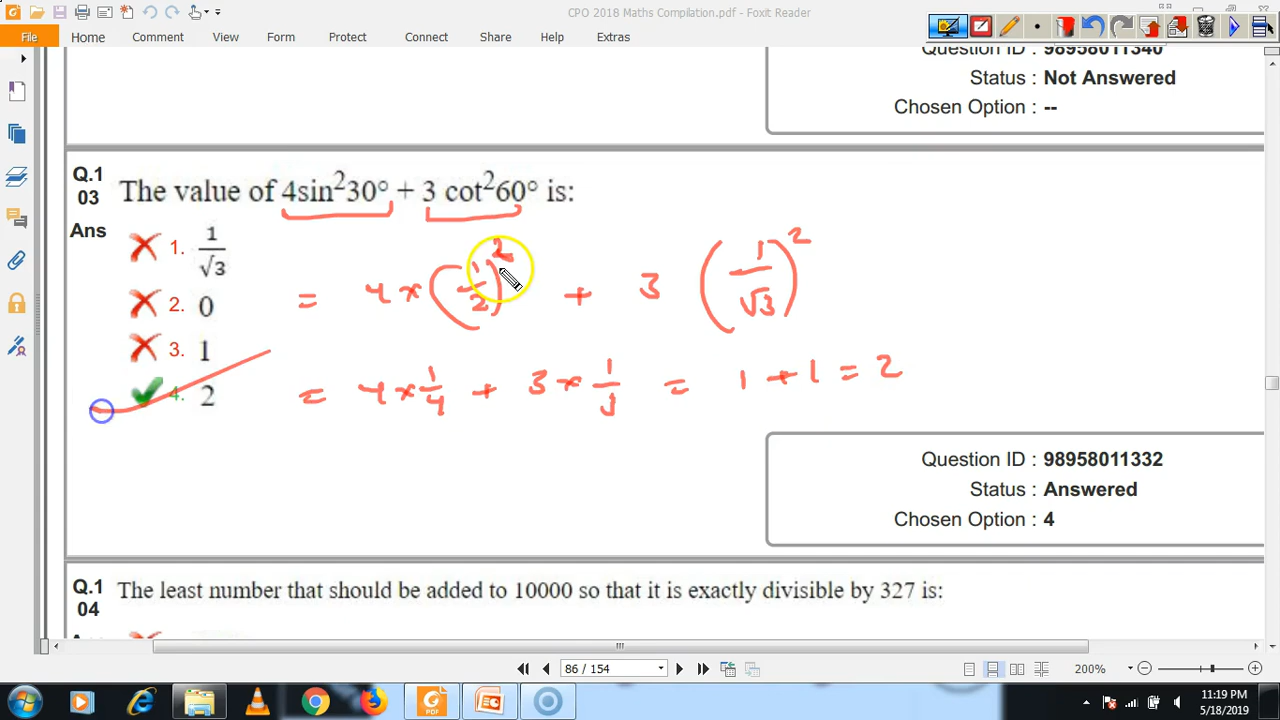 CPO 2018 Maths Compilation.pdf - Foxit Reader
File Home Comment View Form Protect Connect Share Help Extras
Question ID : 98958011340
Status : Not Answered
Chosen Option : --
Q.1
03
The value of 4sin²30° + 3 cot²60° is:
Ans
1. 1/√3
2. 0
3. 1
4. 2
= 4 × (1/2)² + 3 (1/√3)²
= 4 × 1/4 + 3 × 1/3 = 1 + 1 = 2
Question ID : 98958011332
Status : Answered
Chosen Option : 4
Q.1
04
The least number that should be added to 10000 so that it is exactly divisible by 327 is:
86 / 154
200%
PDF
11:19 PM
5/18/2019